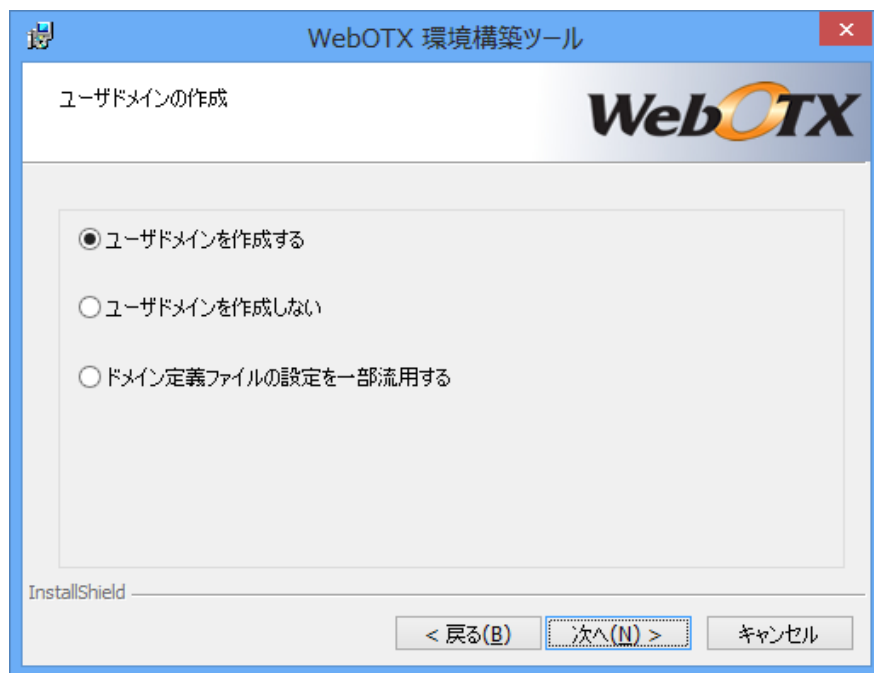 WebOTX 環境構築ツール
ユーザドメインの作成
WebOTX
ユーザドメインを作成する
ユーザドメインを作成しない
ドメイン定義ファイルの設定を一部流用する
InstallShield
< 戻る(B)
次へ(N) >
キャンセル